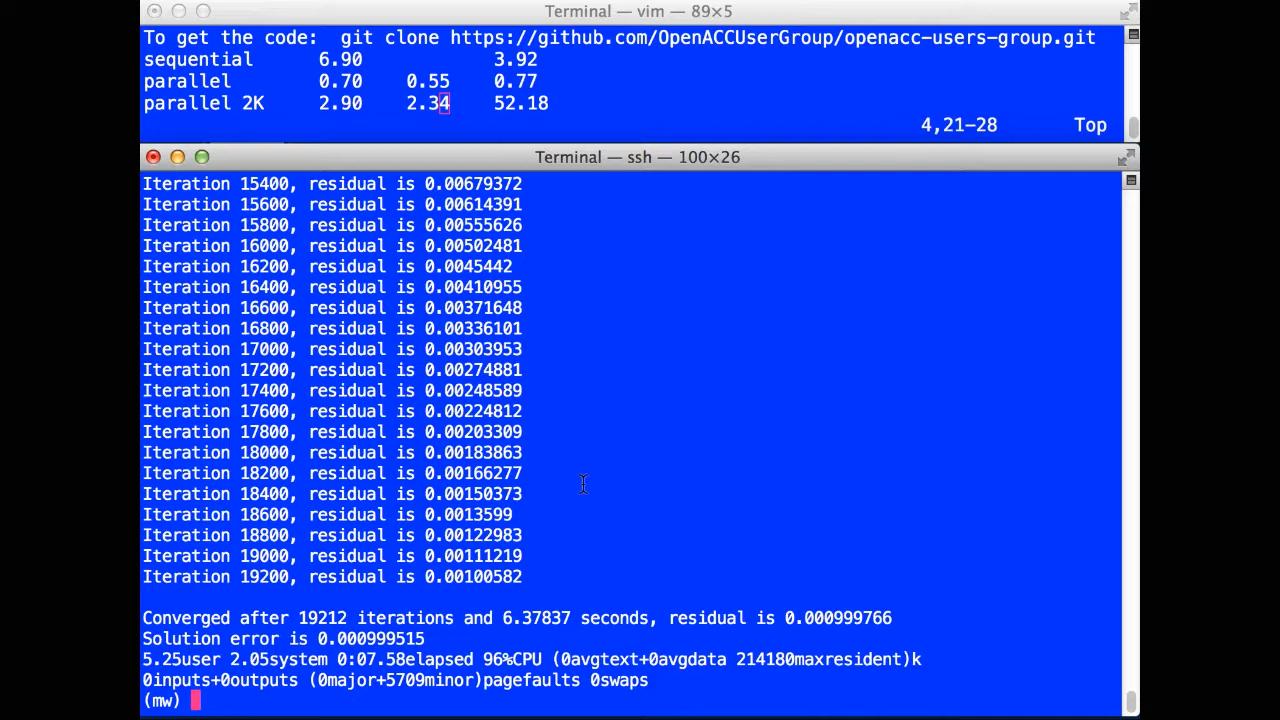 Terminal — vim — 89×5
To get the code:  git clone https://github.com/OpenACCUserGroup/openacc-users-group.git
sequential      6.90              3.92
parallel        0.70    0.55    0.77
parallel 2K     2.90    2.34    52.18
4,21-28       Top
Terminal — ssh — 100×26
Iteration 15400, residual is 0.00679372
Iteration 15600, residual is 0.00614391
Iteration 15800, residual is 0.00555626
Iteration 16000, residual is 0.00502481
Iteration 16200, residual is 0.0045442
Iteration 16400, residual is 0.00410955
Iteration 16600, residual is 0.00371648
Iteration 16800, residual is 0.00336101
Iteration 17000, residual is 0.00303953
Iteration 17200, residual is 0.00274881
Iteration 17400, residual is 0.00248589
Iteration 17600, residual is 0.00224812
Iteration 17800, residual is 0.00203309
Iteration 18000, residual is 0.00183863
Iteration 18200, residual is 0.00166277
Iteration 18400, residual is 0.00150373
Iteration 18600, residual is 0.0013599
Iteration 18800, residual is 0.00122983
Iteration 19000, residual is 0.00111219
Iteration 19200, residual is 0.00100582
Converged after 19212 iterations and 6.37837 seconds, residual is 0.000999766
Solution error is 0.000999515
5.25user 2.05system 0:07.58elapsed 96%CPU (0avgtext+0avgdata 214180maxresident)k
0inputs+0outputs (0major+5709minor)pagefaults 0swaps
(mw)